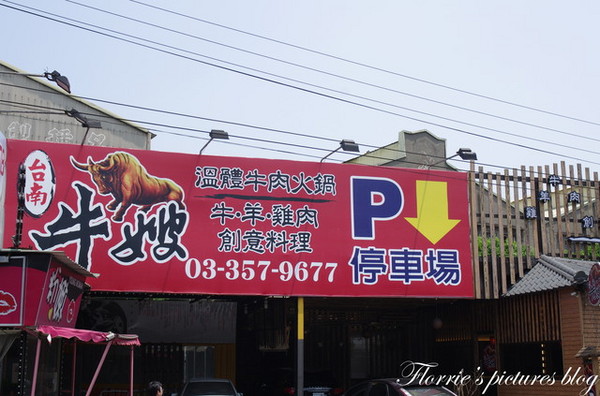 台南
牛嫂
溫體牛肉火鍋
牛·羊·雞肉
創意料理
03-357-9677
P
停車場
Florrie's pictures blog